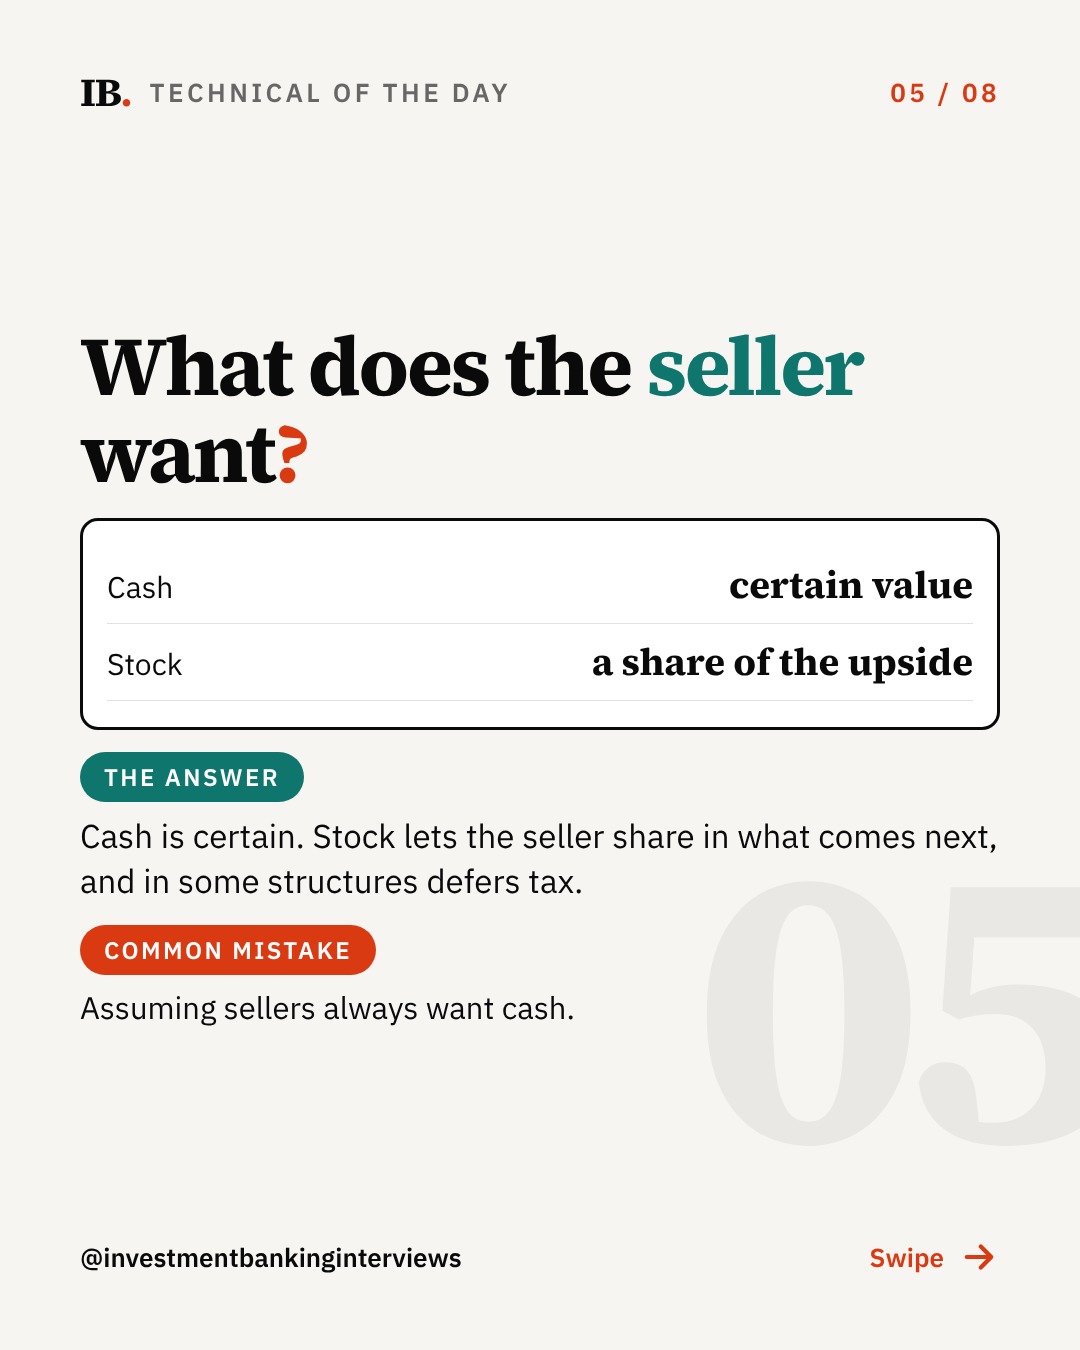 IB. TECHNICAL OF THE DAY
05 / 08
What does the seller
want?
Cash certain value
Stock a share of the upside
THE ANSWER
Cash is certain. Stock lets the seller share in what comes next,
and in some structures defers tax.
COMMON MISTAKE
Assuming sellers always want cash.
05
@investmentbankinginterviews
Swipe →